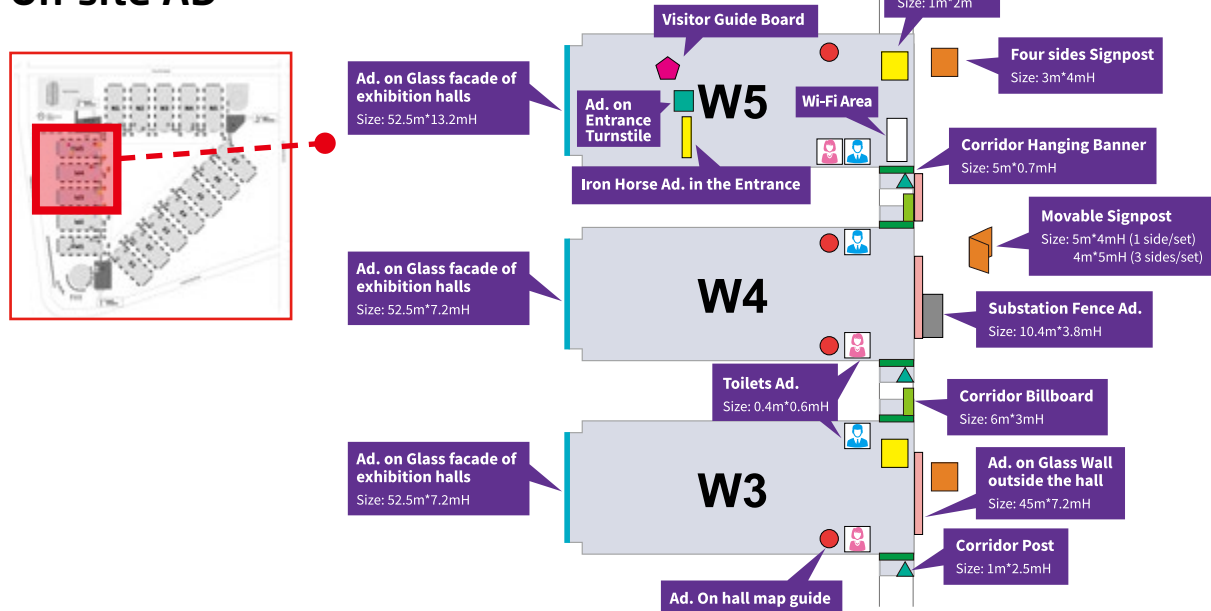 On-site AD
Size: 1m*2m
Visitor Guide Board
Four sides Signpost
Size: 3m*4mH
Ad. on Glass facade of
exhibition halls
Size: 52.5m*13.2mH
Ad. on
Entrance
Turnstile
W5
Wi-Fi Area
Corridor Hanging Banner
Size: 5m*0.7mH
Iron Horse Ad. in the Entrance
Movable Signpost
Size: 5m*4mH (1 side/set)
4m*5mH (3 sides/set)
Ad. on Glass facade of
exhibition halls
Size: 52.5m*7.2mH
W4
Substation Fence Ad.
Size: 10.4m*3.8mH
Toilets Ad.
Size: 0.4m*0.6mH
Corridor Billboard
Size: 6m*3mH
Ad. on Glass facade of
exhibition halls
Size: 52.5m*7.2mH
W3
Ad. on Glass Wall
outside the hall
Size: 45m*7.2mH
Corridor Post
Size: 1m*2.5mH
Ad. On hall map guide